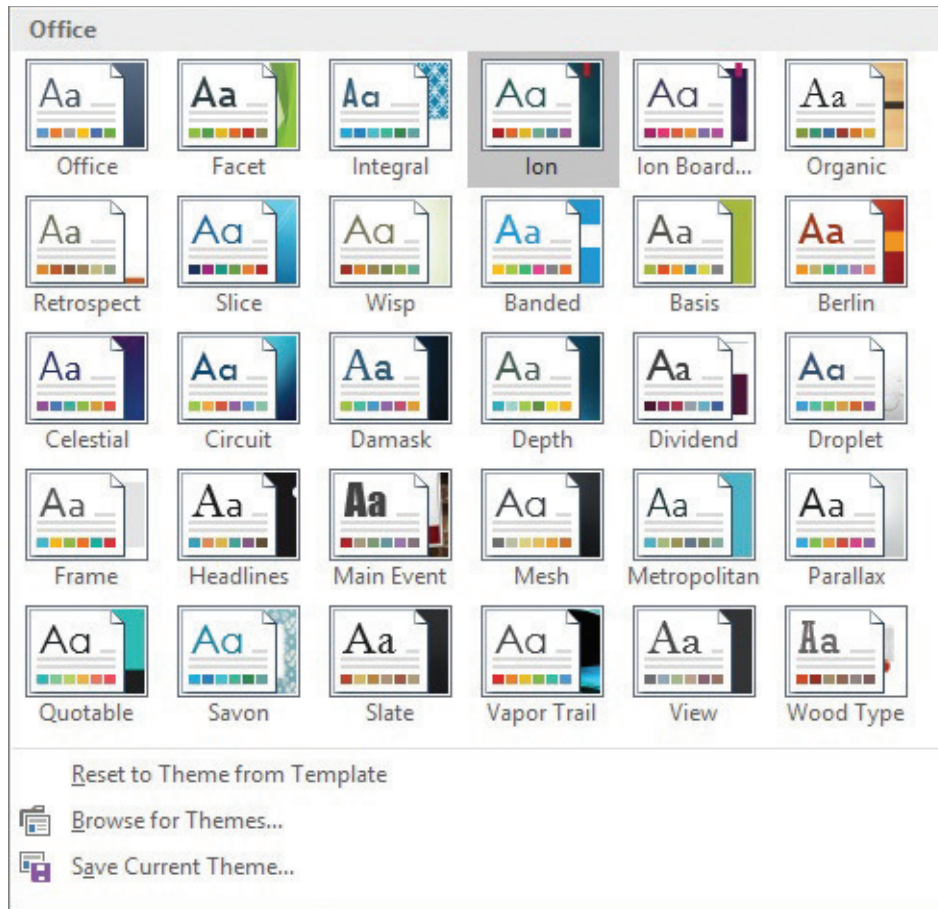 Office
Aa Aa Aa Aa Aa Aa
Office Facet Integral Ion Ion Board... Organic
Aa Aa Aa Aa Aa Aa
Retrospect Slice Wisp Banded Basis Berlin
Aa Aa Aa Aa Aa Aa
Celestial Circuit Damask Depth Dividend Droplet
Aa Aa Aa Aa Aa Aa
Frame Headlines Main Event Mesh Metropolitan Parallax
Aa Aa Aa Aa Aa Aa
Quotable Savon Slate Vapor Trail View Wood Type
Reset to Theme from Template
Browse for Themes...
Save Current Theme...